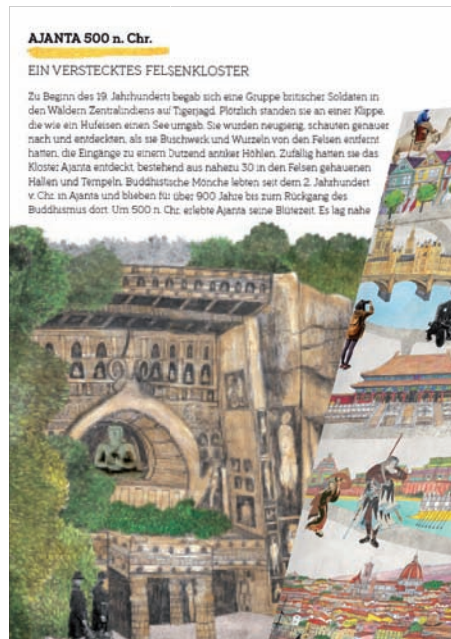 AJANTA 500 n. Chr.
EIN VERSTECKTES FELSENKLOSTER
Zu Beginn des 19. Jahrhunderts begab sich eine Gruppe britischer Soldaten in
den Wäldern Zentralindiens auf Tigerjagd. Plötzlich standen sie an einer Klippe,
die wie ein Hufeisen einen See umgab. Sie wurden neugierig, schauten genauer
nach und entdeckten, als sie Buschwerk und Wurzeln von den Felsen entfernt
hatten, die Eingänge zu einem Dutzend antiker Höhlen. Zufällig hatten sie das
Kloster Ajanta entdeckt, bestehend aus nahezu 30 in den Felsen gehauenen
Hallen und Tempeln. Buddhistische Mönche lebten seit dem 2. Jahrhundert
v. Chr. in Ajanta und blieben für über 900 Jahre bis zum Rückgang des
Buddhismus dort. Um 500 n. Chr. erlebte Ajanta seine Blütezeit. Es lag nahe
8